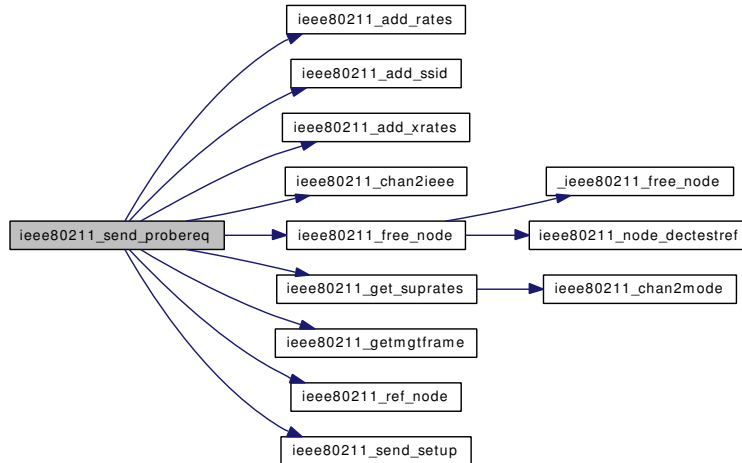 ieee80211_add_rates
ieee80211_add_ssid
ieee80211_add_xrates
ieee80211_chan2ieee
_ieee80211_free_node
ieee80211_send_probereq
ieee80211_free_node
ieee80211_node_dectestref
ieee80211_get_suprates
ieee80211_chan2mode
ieee80211_getmgtframe
ieee80211_ref_node
ieee80211_send_setup